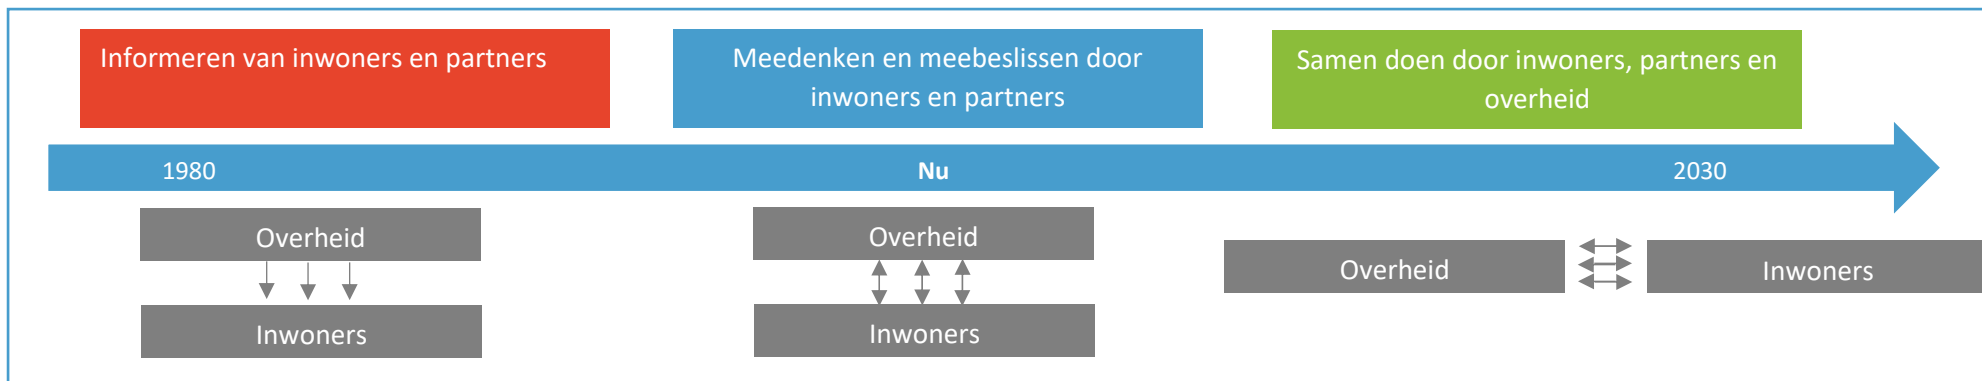 Informeren van inwoners en partners
Meedenken en meebeslissen door
inwoners en partners
Samen doen door inwoners, partners en
overheid
1980
Nu
2030
Overheid
Inwoners
Overheid
Inwoners
Overheid
Inwoners